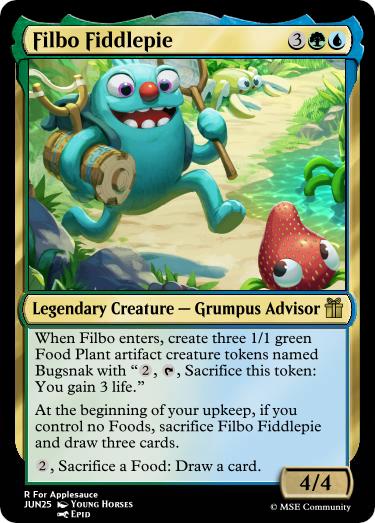 Filbo Fiddlepie 3
Legendary Creature — Grumpus Advisor
When Filbo enters, create three 1/1 green
Food Plant artifact creature tokens named
Bugsnak with “2, , Sacrifice this token:
You gain 3 life.”
At the beginning of your upkeep, if you
control no Foods, sacrifice Filbo Fiddlepie
and draw three cards.
2, Sacrifice a Food: Draw a card.
4/4
R For Applesauce
JUN25 Young Horses
Epid
© MSE Community